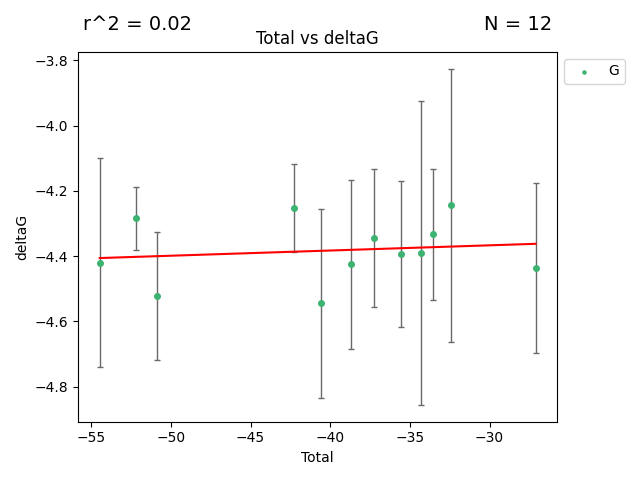 r^2 = 0.02
N = 12
Total vs deltaG
G
−3.8
−4.0
−4.2
−4.4
−4.6
−4.8
deltaG
−55 −50 −45 −40 −35 −30
Total